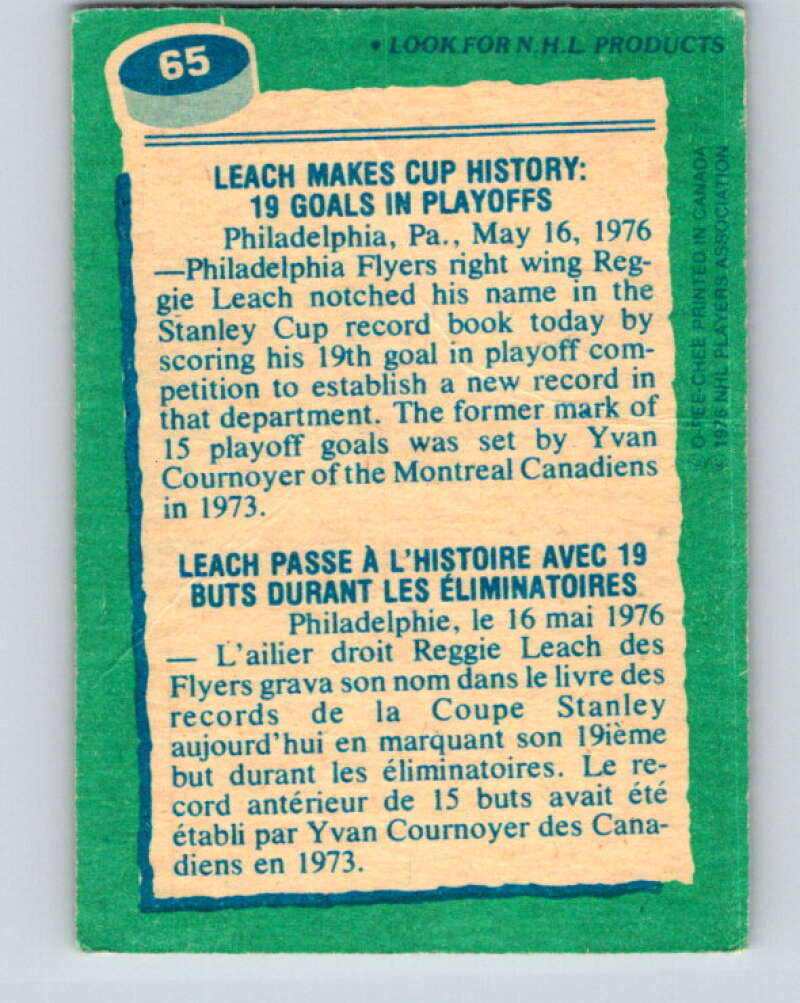 65
• LOOK FOR N.H.L. PRODUCTS
LEACH MAKES CUP HISTORY:
19 GOALS IN PLAYOFFS
Philadelphia, Pa., May 16, 1976
—Philadelphia Flyers right wing Reg-
gie Leach notched his name in the
Stanley Cup record book today by
scoring his 19th goal in playoff com-
petition to establish a new record in
that department. The former mark of
15 playoff goals was set by Yvan
Cournoyer of the Montreal Canadiens
in 1973.
LEACH PASSE À L'HISTOIRE AVEC 19
BUTS DURANT LES ÉLIMINATOIRES
Philadelphie, le 16 mai 1976
— L'ailier droit Reggie Leach des
Flyers grava son nom dans le livre des
records de la Coupe Stanley
aujourd'hui en marquant son 19ième
but durant les éliminatoires. Le re-
cord antérieur de 15 buts avait été
établi par Yvan Cournoyer des Cana-
diens en 1973.
© O-PEE-CHEE PRINTED IN CANADA
© 1976 NHL PLAYERS ASSOCIATION